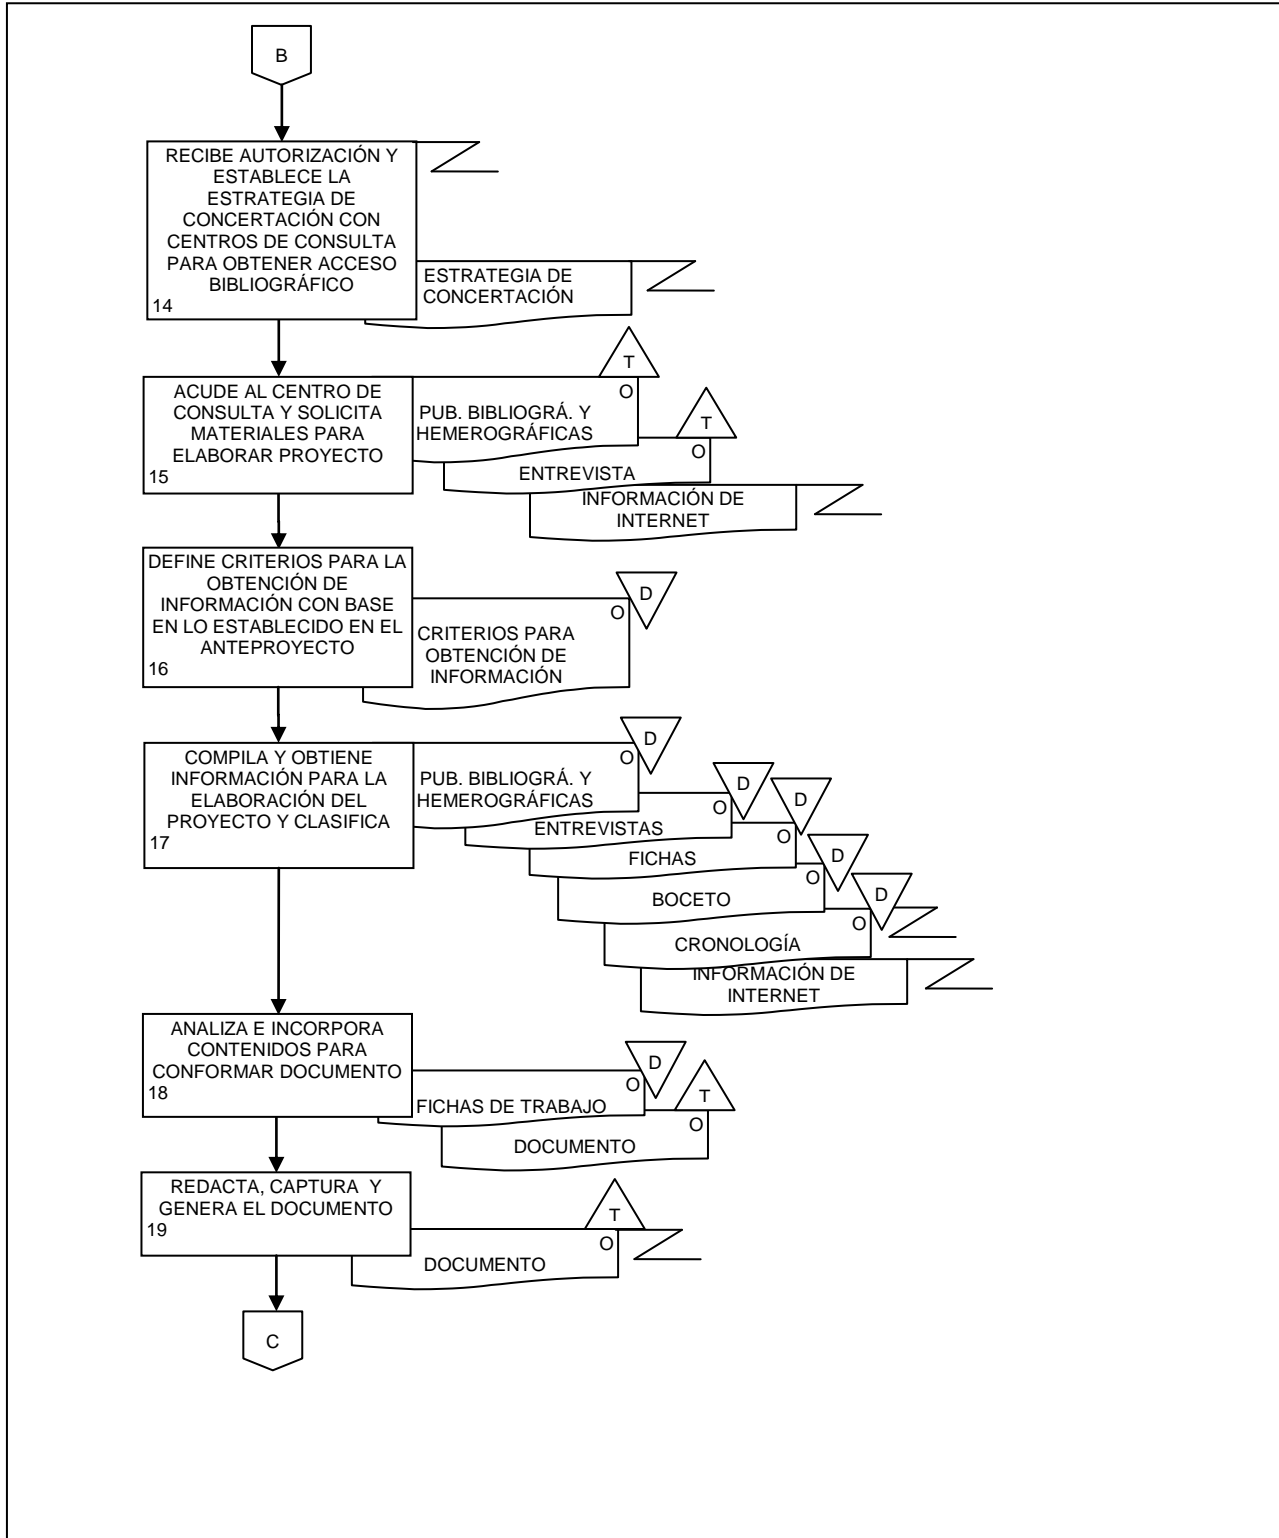 B
RECIBE AUTORIZACIÓN Y
ESTABLECE LA
ESTRATEGIA DE
CONCERTACIÓN CON
CENTROS DE CONSULTA
PARA OBTENER ACCESO
BIBLIOGRÁFICO
14
ESTRATEGIA DE
CONCERTACIÓN
ACUDE AL CENTRO DE
CONSULTA Y SOLICITA
MATERIALES PARA
ELABORAR PROYECTO
15
T
O
PUB. BIBLIOGRÁ. Y
HEMEROGRÁFICAS
T
O
ENTREVISTA
INFORMACIÓN DE
INTERNET
DEFINE CRITERIOS PARA LA
OBTENCIÓN DE
INFORMACIÓN CON BASE
EN LO ESTABLECIDO EN EL
ANTEPROYECTO
16
D
O
CRITERIOS PARA
OBTENCIÓN DE
INFORMACIÓN
COMPILA Y OBTIENE
INFORMACIÓN PARA LA
ELABORACIÓN DEL
PROYECTO Y CLASIFICA
17
D
O
PUB. BIBLIOGRÁ. Y
HEMEROGRÁFICAS
D
O
ENTREVISTAS
D
O
FICHAS
D
O
BOCETO
D
O
CRONOLOGÍA
INFORMACIÓN DE
INTERNET
ANALIZA E INCORPORA
CONTENIDOS PARA
CONFORMAR DOCUMENTO
18
D
O
FICHAS DE TRABAJO
T
O
DOCUMENTO
REDACTA, CAPTURA Y
GENERA EL DOCUMENTO
19
T
O
DOCUMENTO
C